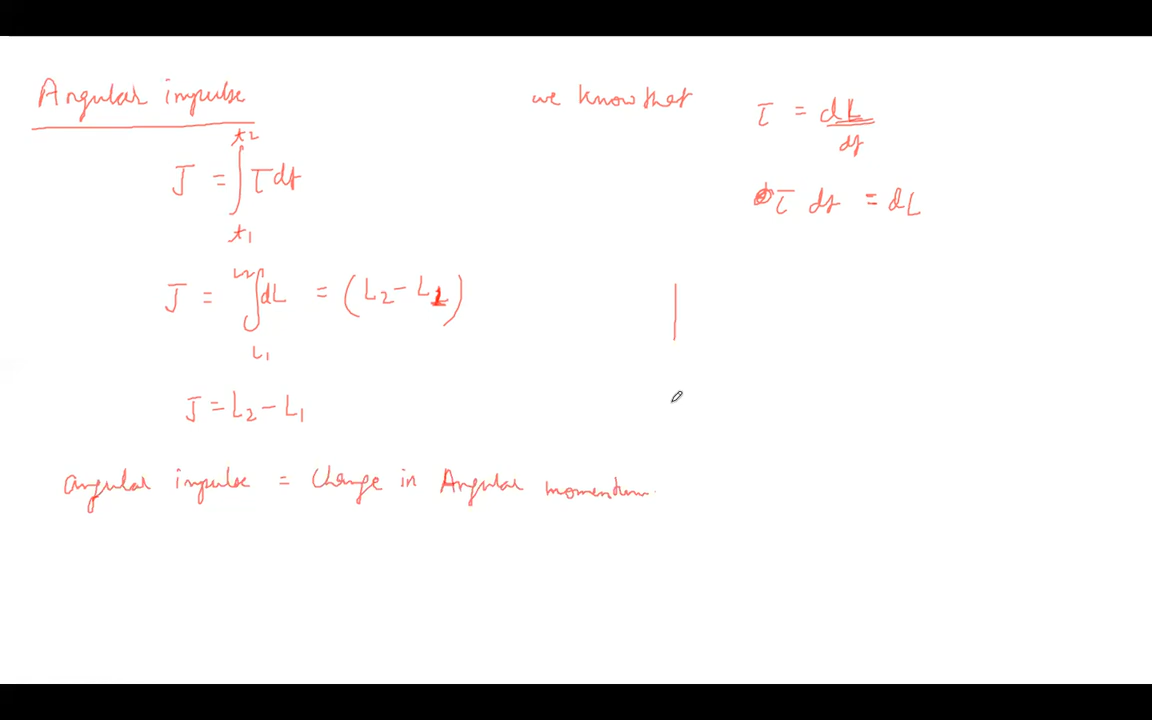 Angular impulse
we know that
τ = dL/dt
τ dt = dL
J = ∫ τ dt
t2
t1
J = ∫ dL = (L2 - L1)
L2
L1
J = L2 - L1
angular impulse = Change in Angular momentum.